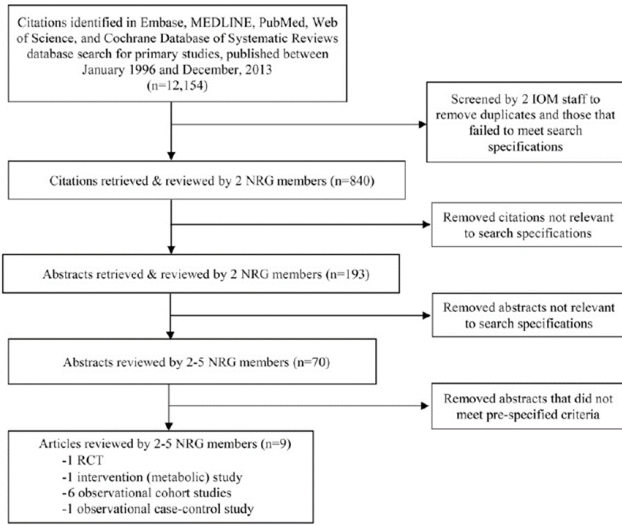 Citations identified in Embase, MEDLINE, PubMed, Web
of Science, and Cochrane Database of Systematic Reviews
database search for primary studies, published between
January 1996 and December, 2013
(n=12,154)
Screened by 2 IOM staff to
remove duplicates and those that
failed to meet search
specifications
Citations retrieved & reviewed by 2 NRG members (n=840)
Removed citations not relevant
to search specifications
Abstracts retrieved & reviewed by 2 NRG members (n=193)
Removed abstracts not relevant
to search specifications
Abstracts reviewed by 2-5 NRG members (n=70)
Removed abstracts that did not
meet pre-specified criteria
Articles reviewed by 2-5 NRG members (n=9)
-1 RCT
-1 intervention (metabolic) study
-6 observational cohort studies
-1 observational case-control study